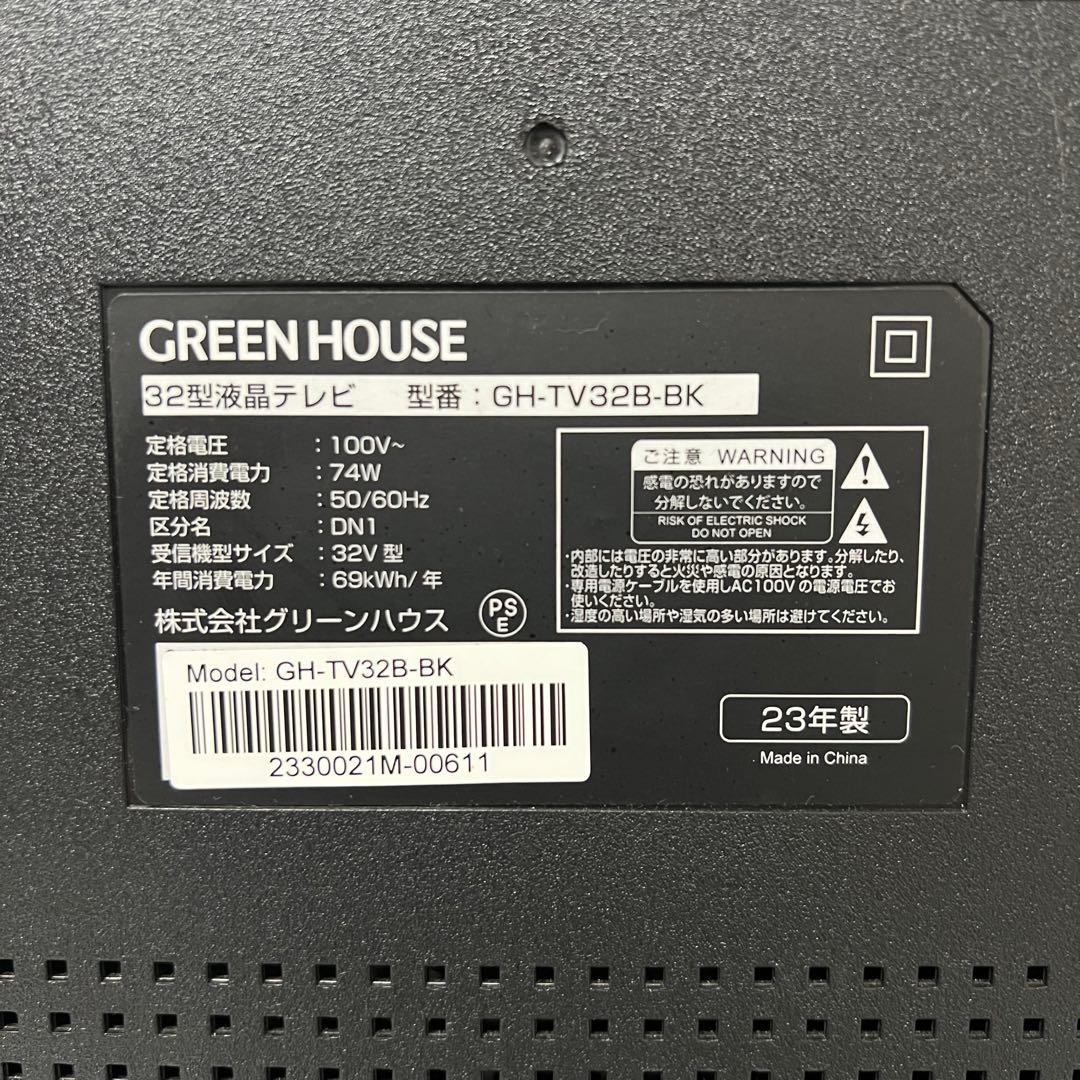 GREEN HOUSE
32型液晶テレビ 型番：GH-TV32B-BK
定格電圧 ：100V~
定格消費電力 ：74W
定格周波数 ：50/60Hz
区分名 ：DN1
受信機型サイズ ：32V 型
年間消費電力 ：69kWh/年
株式会社グリーンハウス
PS
E
ご注意 WARNING
感電の恐れがありますので
分解しないでください。
RISK OF ELECTRIC SHOCK
DO NOT OPEN
・内部には電圧の非常に高い部分があります。分解したり、
改造したりすると火災や感電の原因となります。
・専用電源ケーブルを使用しAC100Vの電源電圧でお
使いください。
・湿度の高い場所や湿気の多い場所は避けてください。
Model: GH-TV32B-BK
2330021M-00611
23年製
Made in China